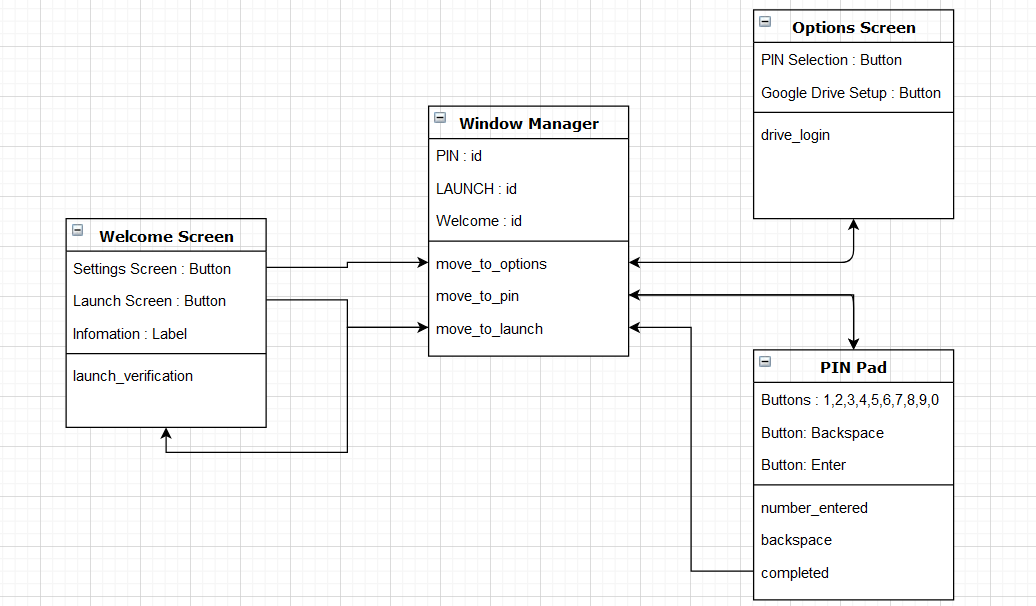 Welcome Screen
Settings Screen : Button
Launch Screen : Button
Infomation : Label
launch_verification
Window Manager
PIN : id
LAUNCH : id
Welcome : id
move_to_options
move_to_pin
move_to_launch
Options Screen
PIN Selection : Button
Google Drive Setup : Button
drive_login
PIN Pad
Buttons : 1,2,3,4,5,6,7,8,9,0
Button: Backspace
Button: Enter
number_entered
backspace
completed